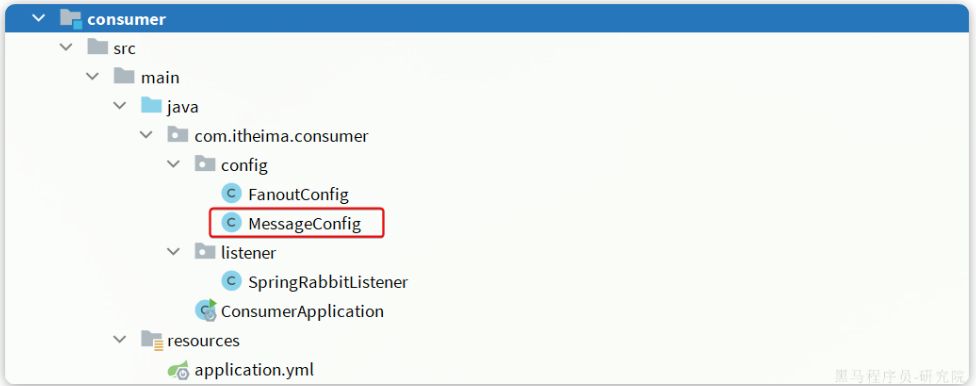 consumer
src
main
java
com.itheima.consumer
config
FanoutConfig
MessageConfig
listener
SpringRabbitListener
ConsumerApplication
resources
application.yml
黑马程序员-研究院